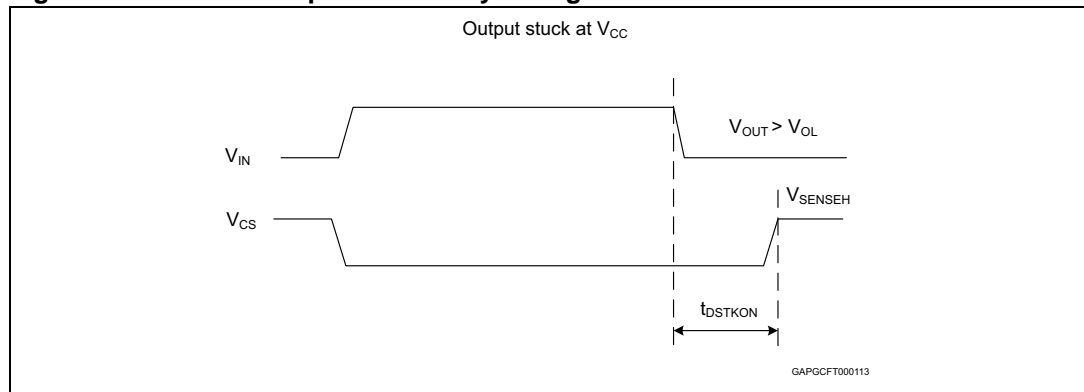 Output stuck at VCC
VOUT > VOL
VIN
VSENSEH
VCS
tDSTKON
GAPGCFT000113